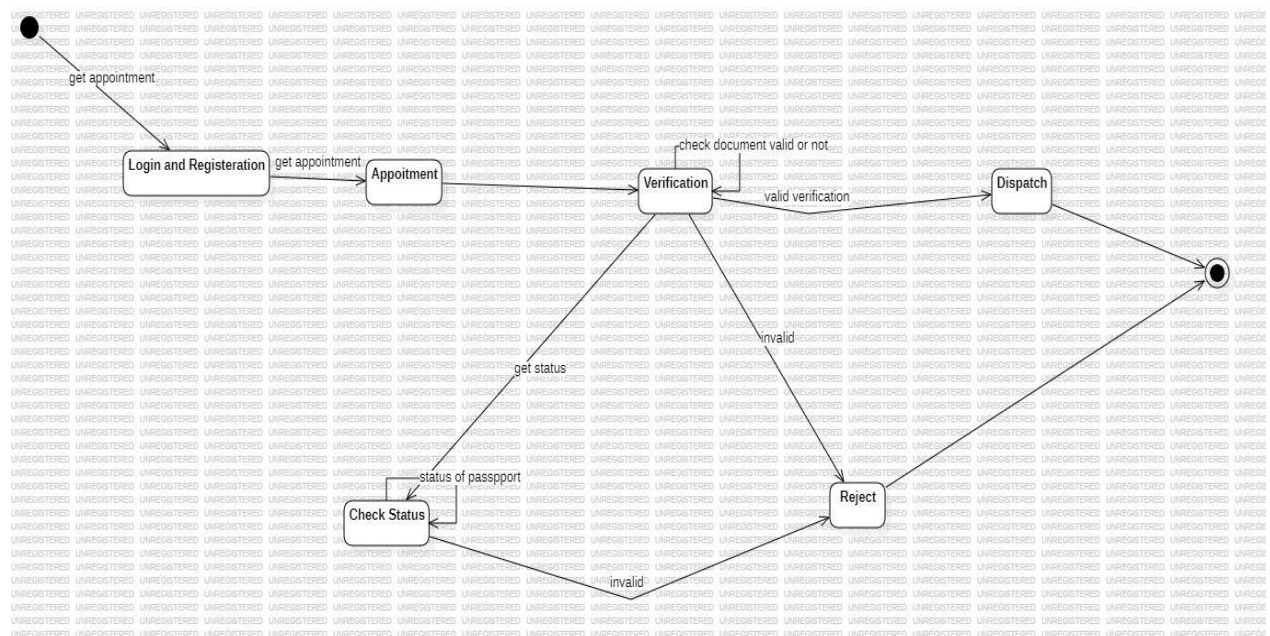 get appointment
Login and Registeration
get appointment
Appoitment
check document valid or not
Verification
valid verification
Dispatch
invalid
get status
status of passpport
Check Status
Reject
invalid
UNREGISTERED